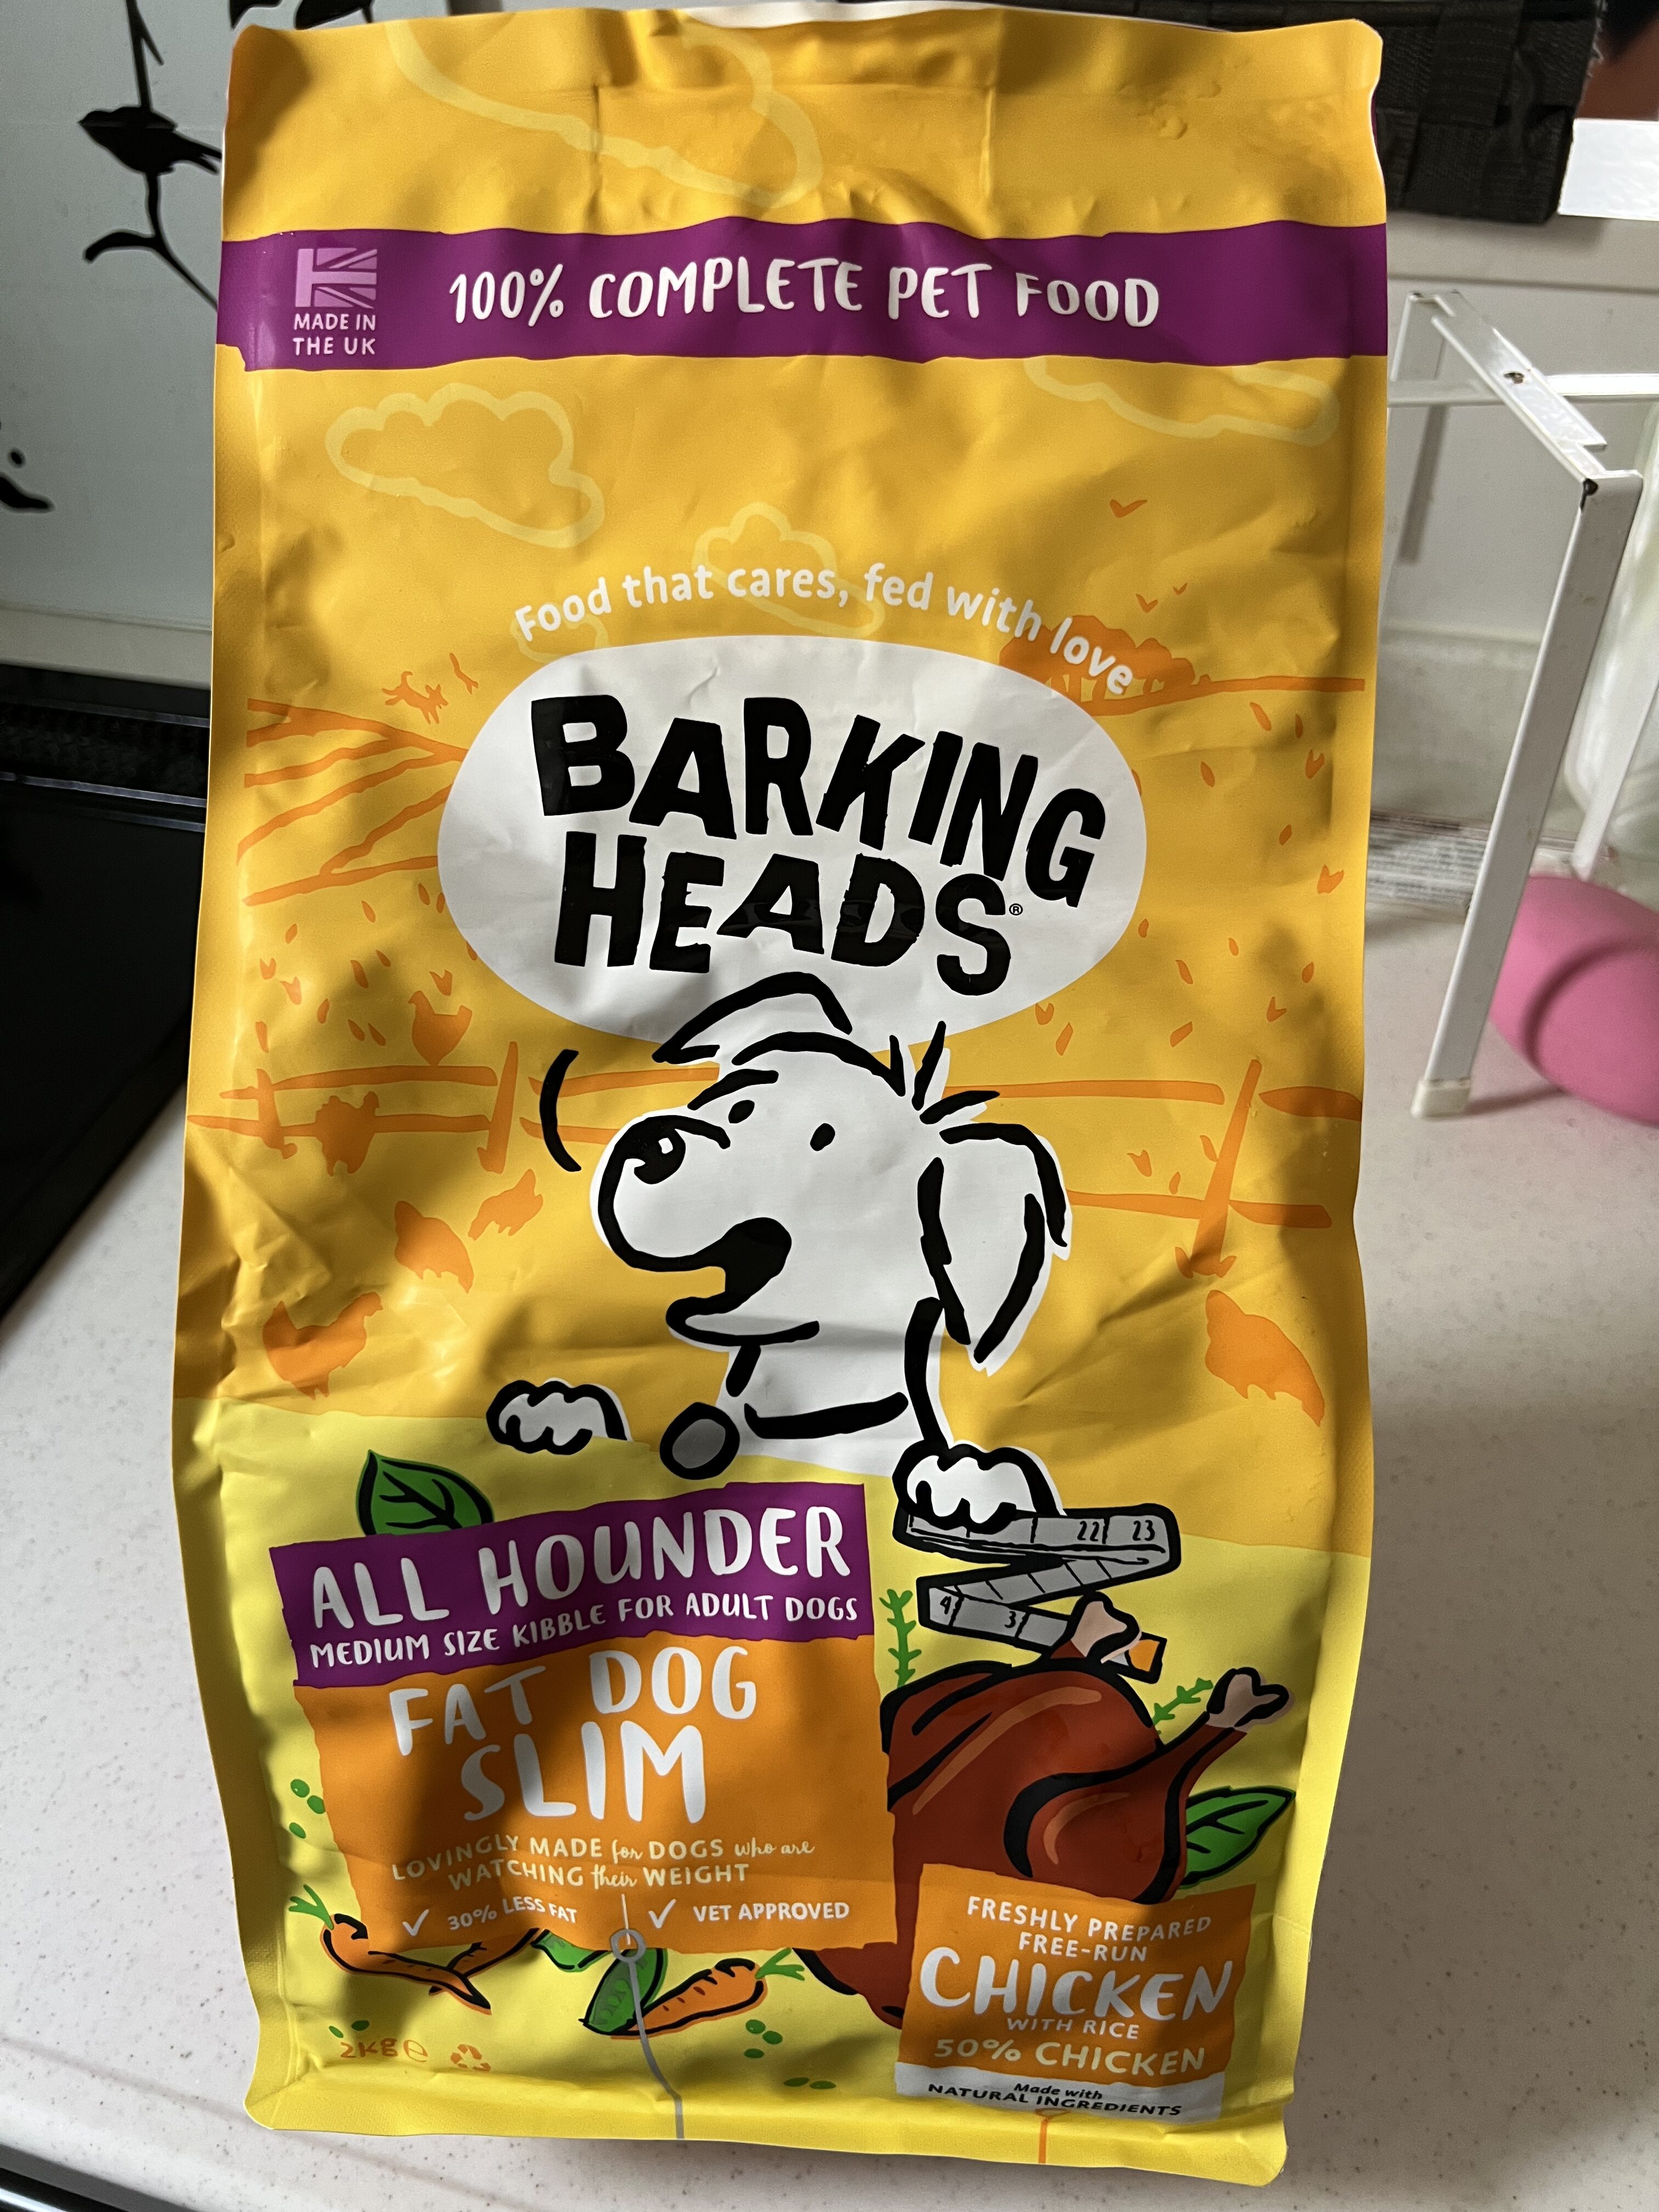 MADE IN
THE UK
100% COMPLETE PET FOOD
Food that cares, fed with love
BARKING
HEADS®
22 23
4 3
ALL HOUNDER
MEDIUM SIZE KIBBLE FOR ADULT DOGS
FAT DOG
SLIM
LOVINGLY MADE for DOGS who are
WATCHING their WEIGHT
✓ 30% LESS FAT ✓ VET APPROVED
FRESHLY PREPARED
FREE-RUN
CHICKEN
WITH RICE
50% CHICKEN
Made with
NATURAL INGREDIENTS
2kg℮